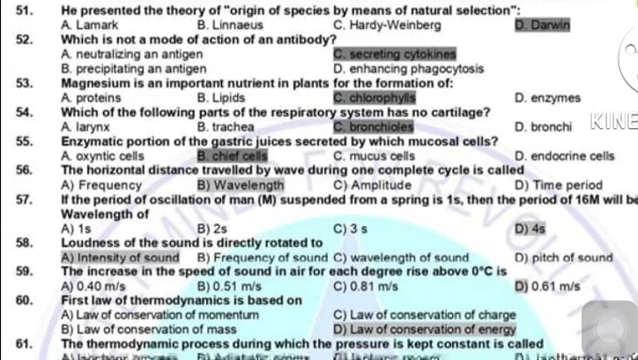 51. He presented the theory of "origin of species by means of natural selection":
A. Lamark B. Linnaeus C. Hardy-Weinberg D. Darwin
52. Which is not a mode of action of an antibody?
A. neutralizing an antigen C. secreting cytokines
B. precipitating an antigen D. enhancing phagocytosis
53. Magnesium is an important nutrient in plants for the formation of:
A. proteins B. Lipids C. chlorophylls D. enzymes
54. Which of the following parts of the respiratory system has no cartilage?
A. larynx B. trachea C. bronchioles D. bronchi
KINE
55. Enzymatic portion of the gastric juices secreted by which mucosal cells?
A. oxyntic cells B. chief cells C. mucus cells D. endocrine cells
56. The horizontal distance travelled by wave during one complete cycle is called
A) Frequency B) Wavelength C) Amplitude D) Time period
57. If the period of oscillation of man (M) suspended from a spring is 1s, then the period of 16M will be
Wavelength of
A) 1s B) 2s C) 3 s D) 4s
58. Loudness of the sound is directly rotated to
A) Intensity of sound B) Frequency of sound C) wavelength of sound D) pitch of sound
59. The increase in the speed of sound in air for each degree rise above 0°C is
A) 0.40 m/s B) 0.51 m/s C) 0.81 m/s D) 0.61 m/s
60. First law of thermodynamics is based on
A) Law of conservation of momentum C) Law of conservation of charge
B) Law of conservation of mass D) Law of conservation of energy
61. The thermodynamic process during which the pressure is kept constant is called